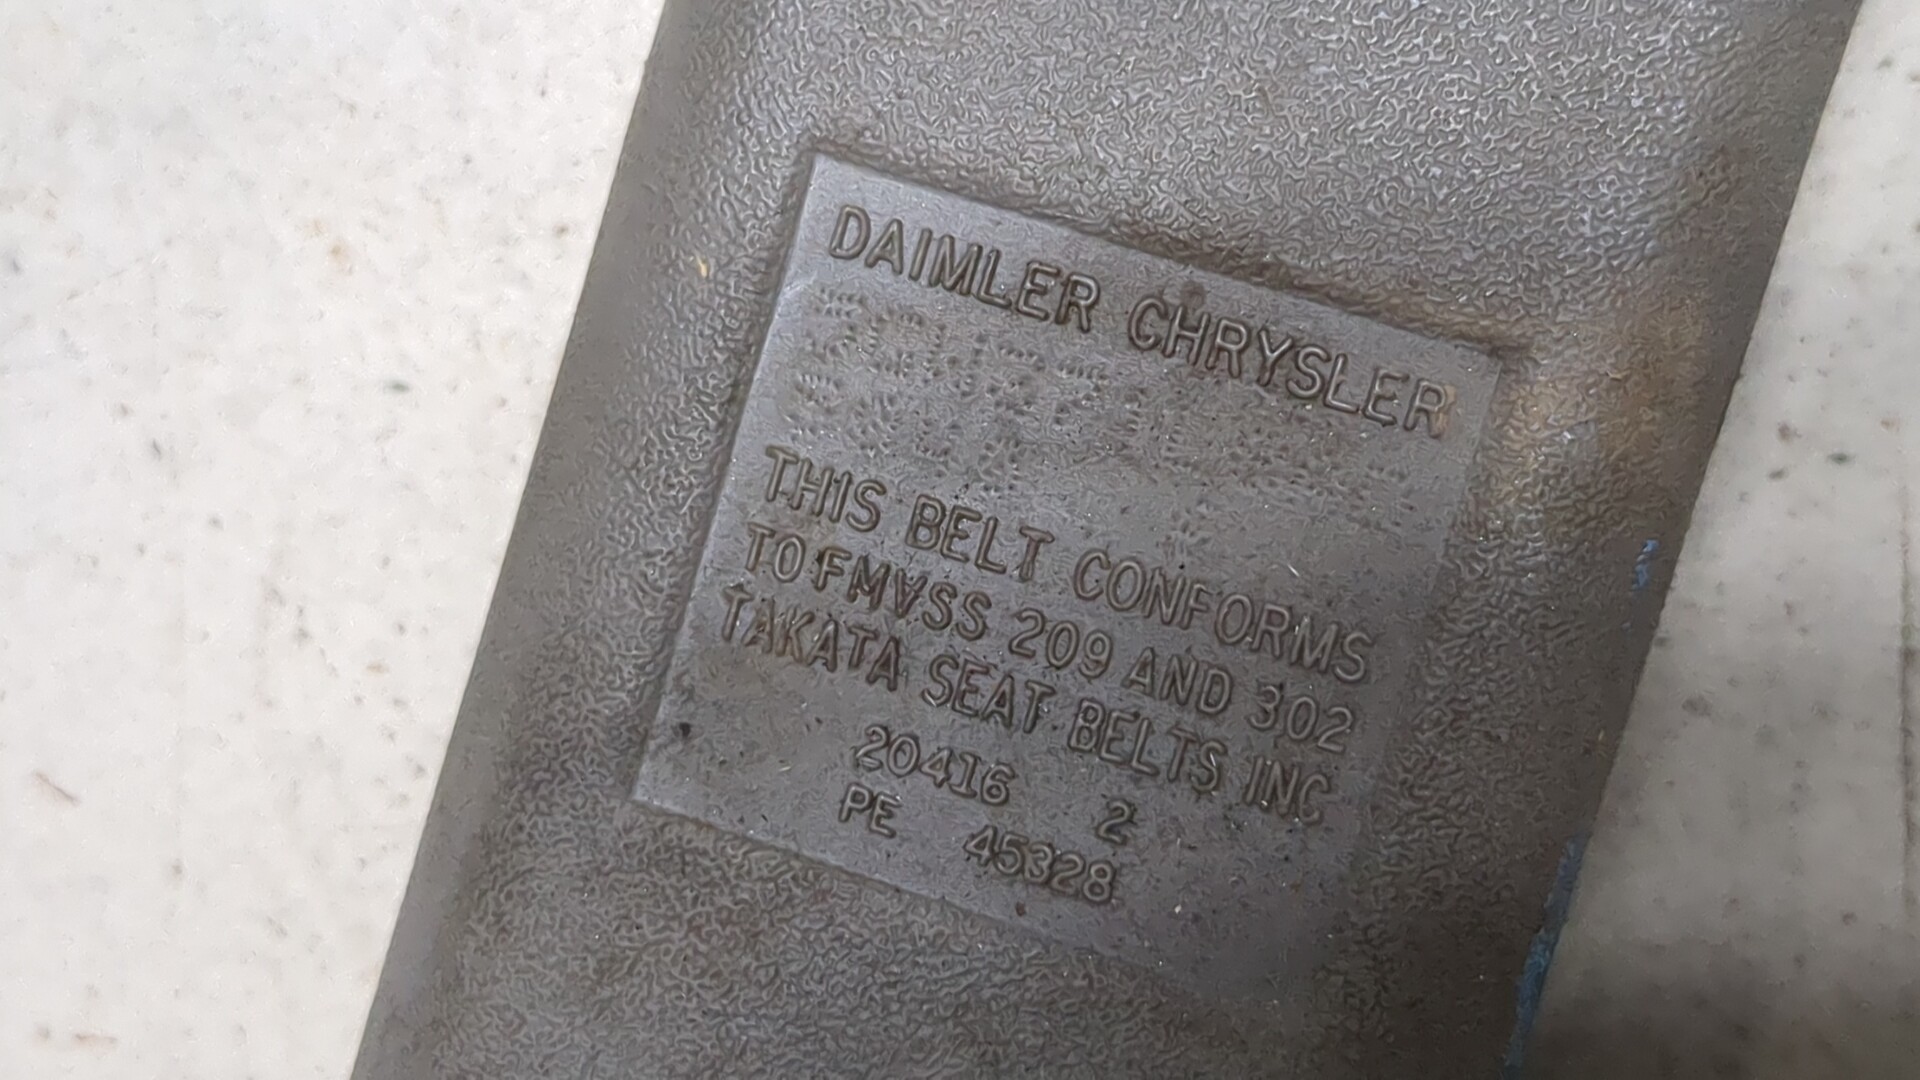 DAIMLER CHRYSLER
THIS BELT CONFORMS
TO FMVSS 209 AND 302
TAKATA SEAT BELTS INC
20416 2
PE 45328